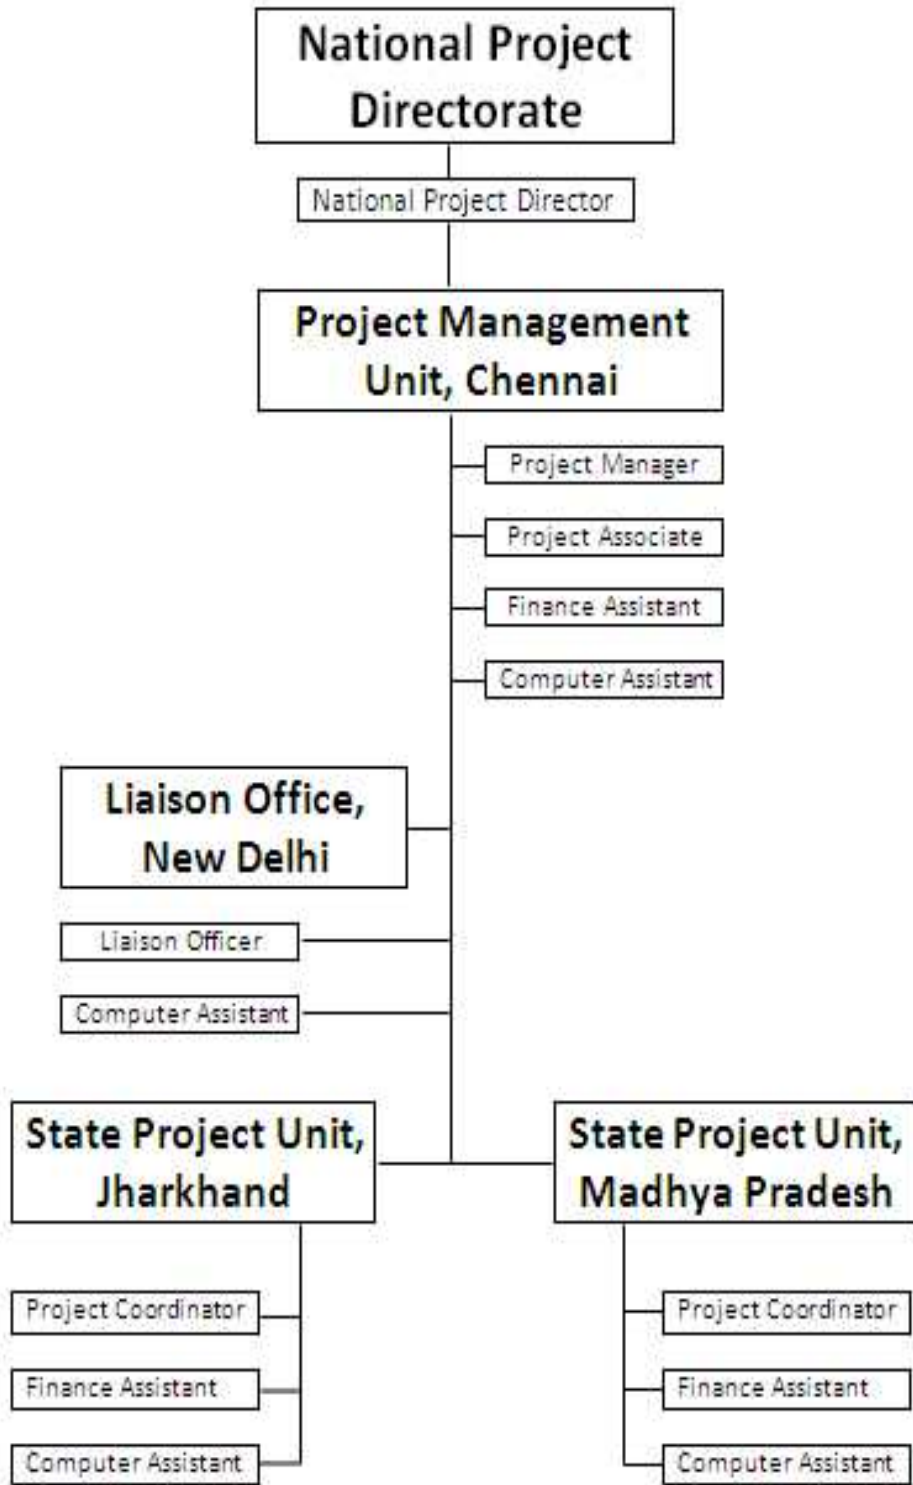 National Project
Directorate
National Project Director
Project Management
Unit, Chennai
Project Manager
Project Associate
Finance Assistant
Computer Assistant
Liaison Office,
New Delhi
Liaison Officer
Computer Assistant
State Project Unit,
Jharkhand
Project Coordinator
Finance Assistant
Computer Assistant
State Project Unit,
Madhya Pradesh
Project Coordinator
Finance Assistant
Computer Assistant